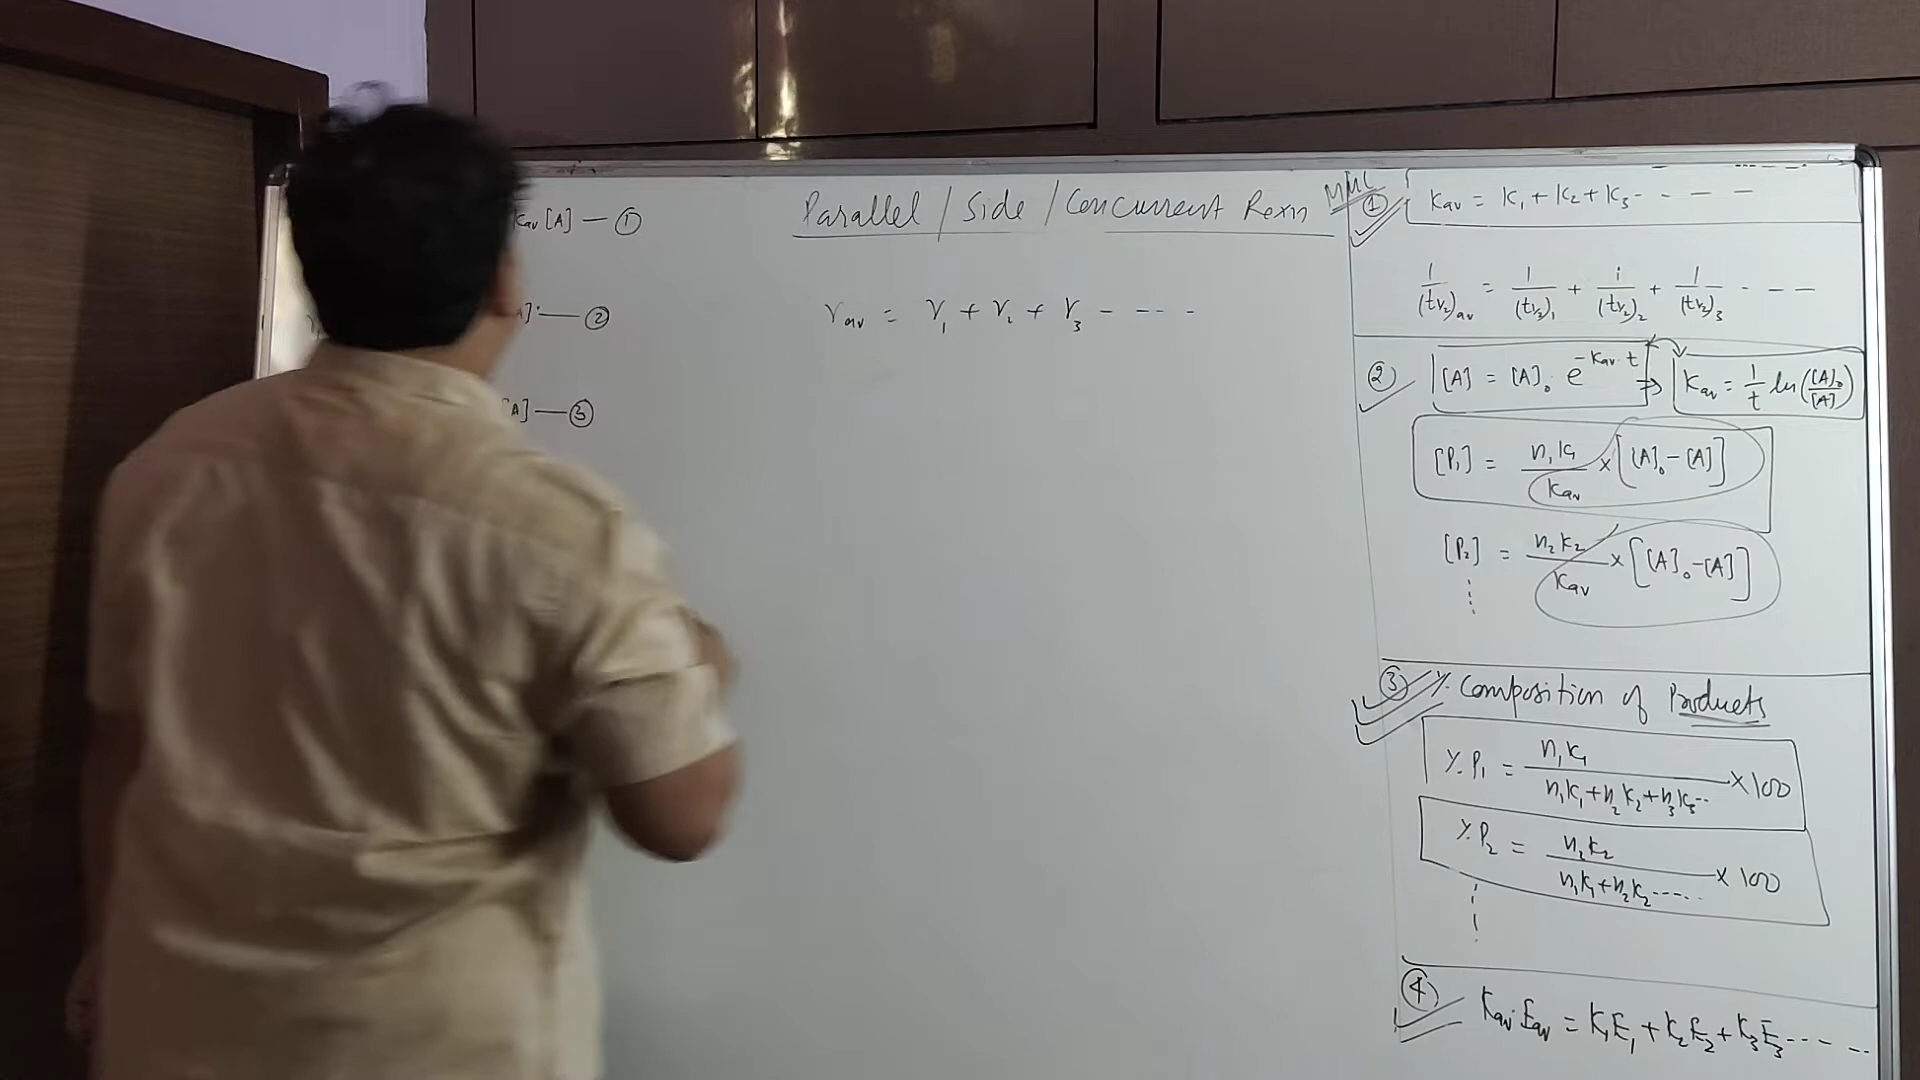 Kav [A] — ①
A] — ②
[A] — ③
Parallel / Side / Concurrent Rexn
rav = r₁ + r₂ + r₃ - - - -
MMC
① Kav = K₁ + K₂ + K₃ - - - -
1/(t½)av = 1/(t½)₁ + 1/(t½)₂ + 1/(t½)₃ - - - -
② [A] = [A]₀ · e^(-Kav·t) ⇒ Kav = 1/t ln([A]₀/[A])
[P₁] = n₁K₁/Kav × [[A]₀ - [A]]
[P₂] = n₂K₂/Kav × [[A]₀ - [A]]
③ % Composition of Products
% P₁ = n₁K₁/(n₁K₁ + n₂K₂ + n₃K₃..) × 100
% P₂ = n₂K₂/(n₁K₁ + n₂K₂ ....) × 100
④ Kav·Eav = K₁E₁ + K₂E₂ + K₃E₃ - - - -